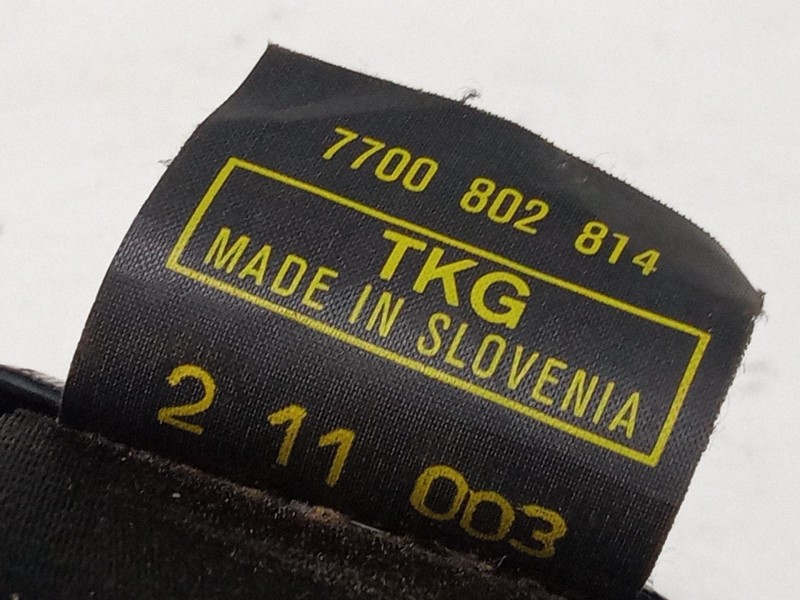 7700 802 814
TKG
MADE IN SLOVENIA
2 11 003